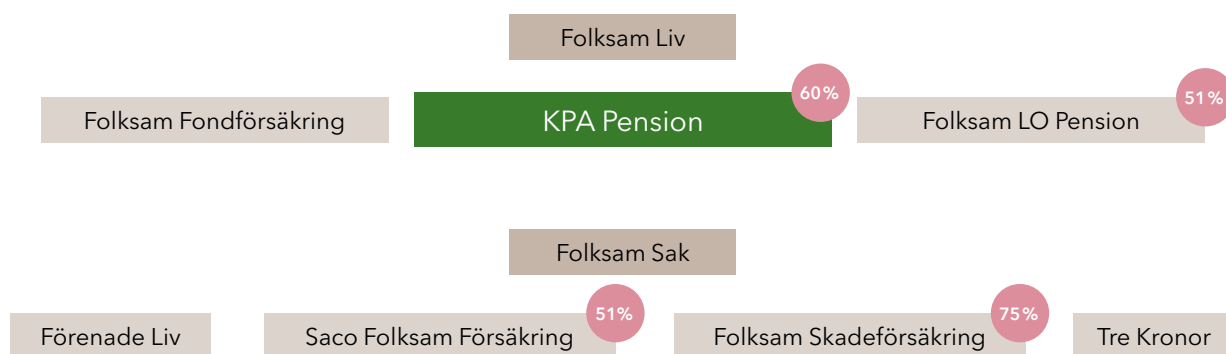 Folksam Liv
Folksam Fondförsäkring
KPA Pension
60%
Folksam LO Pension
51%
Folksam Sak
Förenade Liv
Saco Folksam Försäkring
51%
Folksam Skadeförsäkring
75%
Tre Kronor